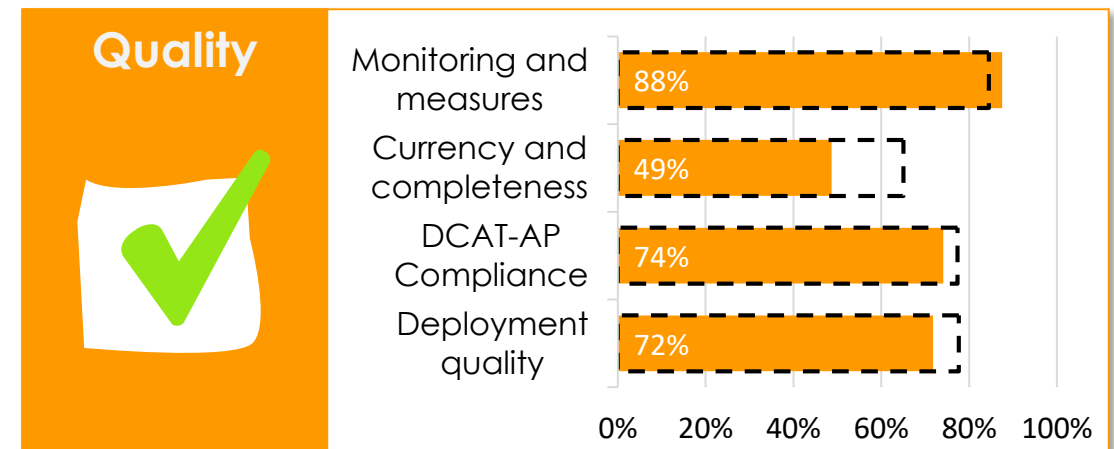 Quality
Monitoring and
measures
88%
Currency and
completeness
49%
DCAT-AP
Compliance
74%
Deployment
quality
72%
0% 20% 40% 60% 80% 100%